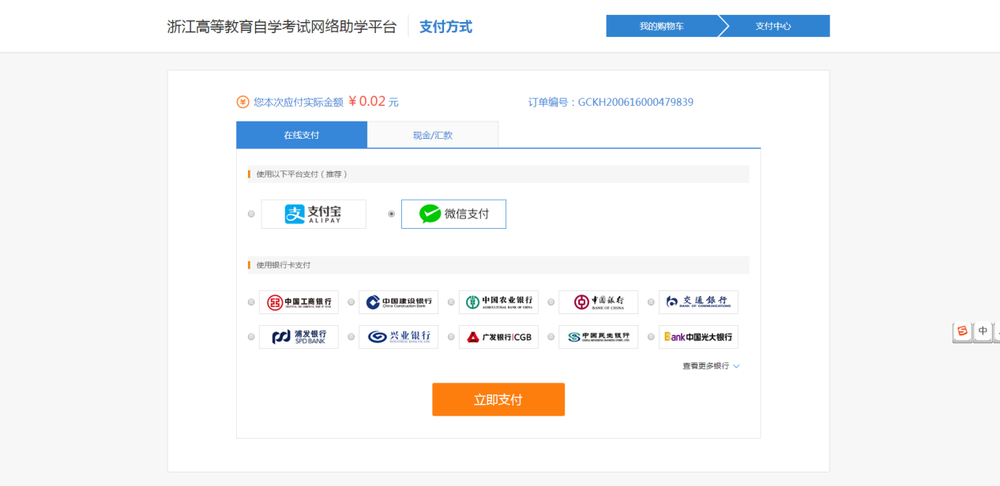 浙江高等教育自学考试网络助学平台 支付方式 我的购物车 支付中心
您本次应付实际金额 ¥0.02 元 订单编号：GCKH200616000479839
在线支付 现金/汇款
使用以下平台支付（推荐）
支付宝 微信支付
ALIPAY
使用银行卡支付
中国工商银行 中国建设银行 中国农业银行 中国银行 交通银行
China Construction Bank AGRICULTURAL BANK OF CHINA BANK OF CHINA BANK OF COMMUNICATIONS
浦发银行 兴业银行 广发银行|CGB 中国民生银行 Bank中国光大银行
SPD BANK INDUSTRIAL BANK CO.,LTD.
查看更多银行
立即支付
中